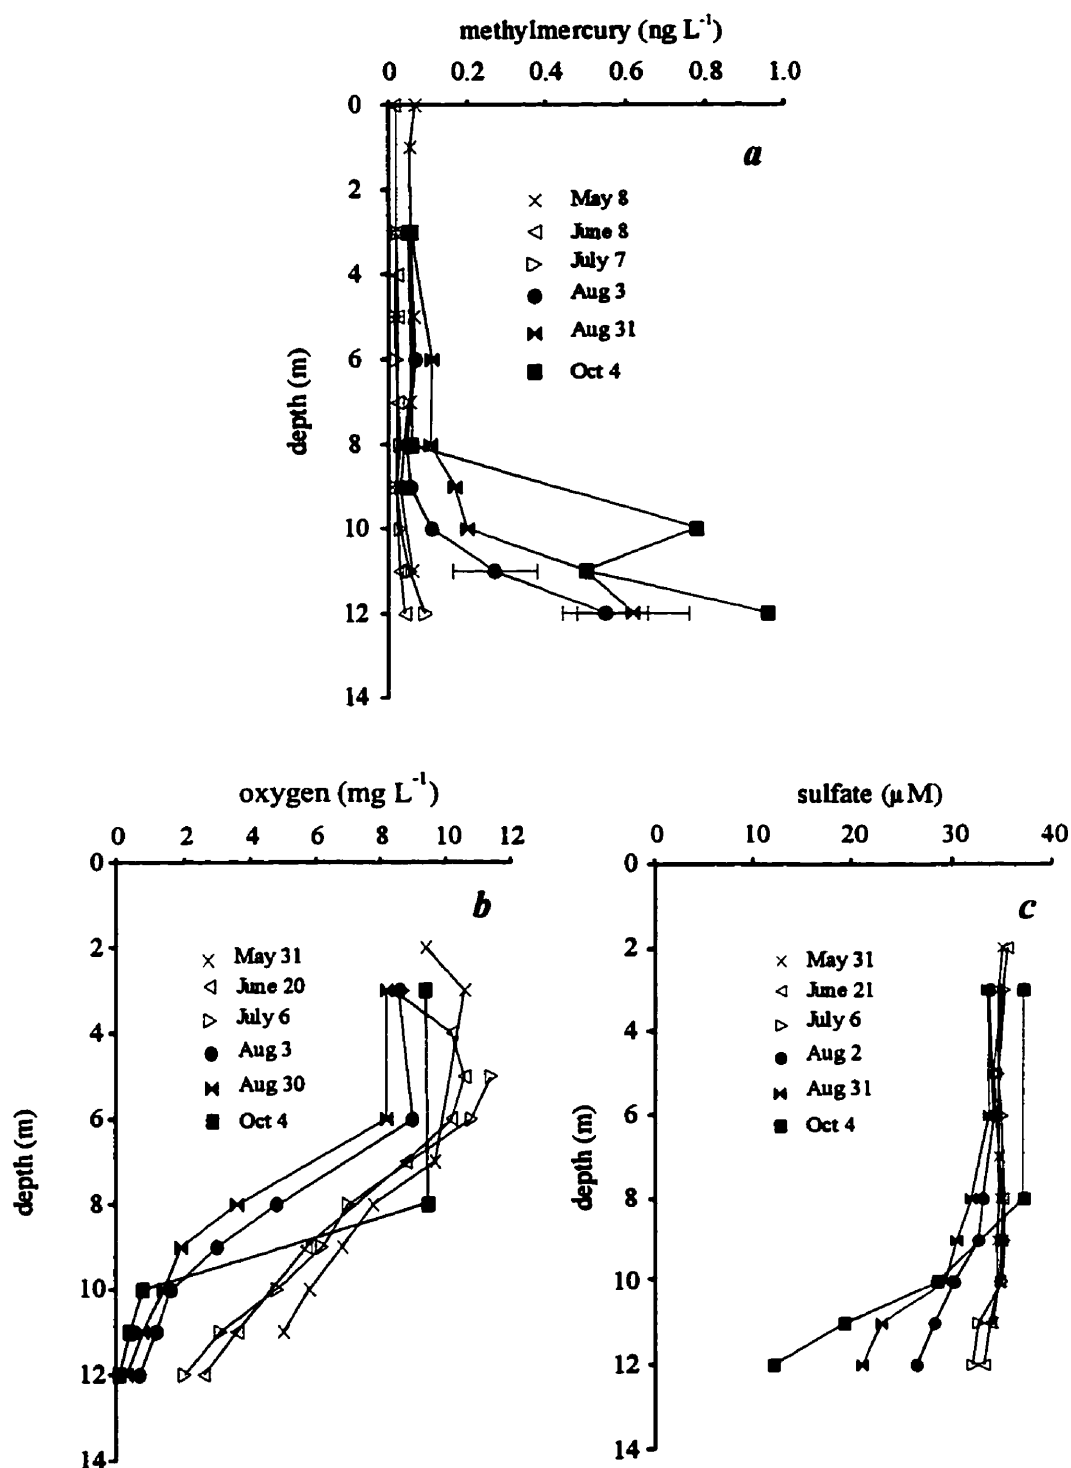 methylmercury (ng L⁻¹)
0 0.2 0.4 0.6 0.8 1.0
0
a
2
× May 8
June 8
July 7
4
Aug 3
Aug 31
6
Oct 4
depth (m)
8
10
12
14
oxygen (mg L⁻¹)
0 2 4 6 8 10 12
0
b
2
May 31
June 20
July 6
4
Aug 3
Aug 30
6
Oct 4
depth (m)
8
10
12
14
sulfate (µM)
0 10 20 30 40
0
c
2
May 31
June 21
July 6
4
Aug 2
Aug 31
6
Oct 4
depth (m)
8
10
12
14